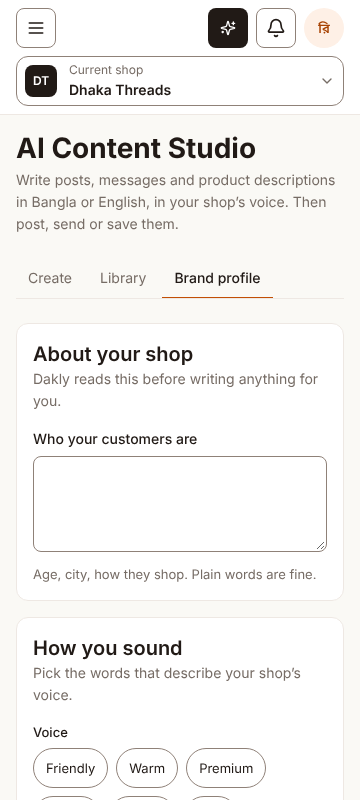 রি
DT
Current shop
Dhaka Threads
AI Content Studio
Write posts, messages and product descriptions
in Bangla or English, in your shop’s voice. Then
post, send or save them.
Create
Library
Brand profile
About your shop
Dakly reads this before writing anything for
you.
Who your customers are
Age, city, how they shop. Plain words are fine.
How you sound
Pick the words that describe your shop’s
voice.
Voice
Friendly
Warm
Premium